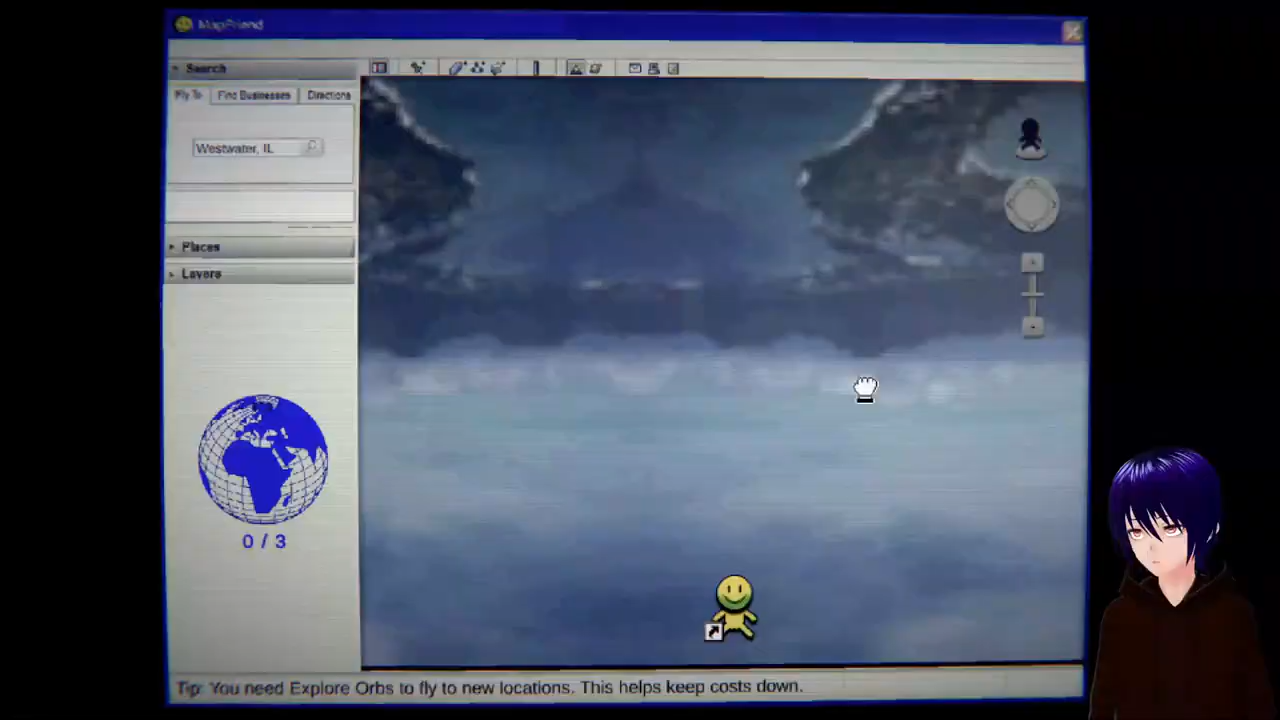 MapFriend
Search
Fly To
Find Businesses
Directions
Westwater, IL
Places
Layers
0 / 3
Tip: You need Explore Orbs to fly to new locations. This helps keep costs down.